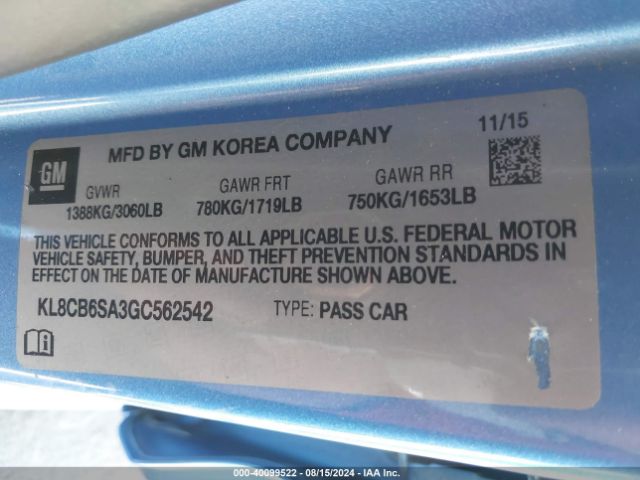 GM
MFD BY GM KOREA COMPANY
11/15
GVWR
GAWR FRT
GAWR RR
1388KG/3060LB
780KG/1719LB
750KG/1653LB
THIS VEHICLE CONFORMS TO ALL APPLICABLE U.S. FEDERAL MOTOR
VEHICLE SAFETY, BUMPER, AND THEFT PREVENTION STANDARDS IN
EFFECT ON THE DATE OF MANUFACTURE SHOWN ABOVE.
KL8CB6SA3GC562542
TYPE: PASS CAR
000-40099522 - 08/15/2024 - IAA Inc.